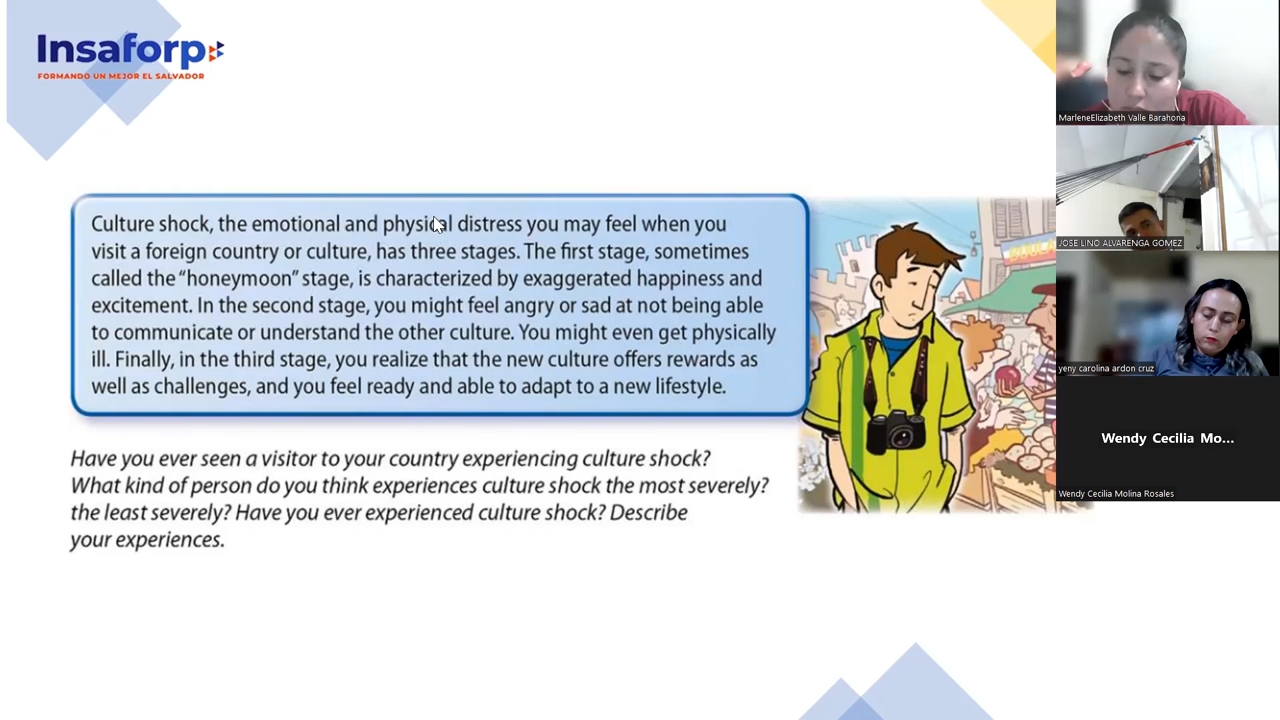 Insaforp
FORMANDO UN MEJOR EL SALVADOR
Culture shock, the emotional and physical distress you may feel when you
visit a foreign country or culture, has three stages. The first stage, sometimes
called the “honeymoon” stage, is characterized by exaggerated happiness and
excitement. In the second stage, you might feel angry or sad at not being able
to communicate or understand the other culture. You might even get physically
ill. Finally, in the third stage, you realize that the new culture offers rewards as
well as challenges, and you feel ready and able to adapt to a new lifestyle.
Have you ever seen a visitor to your country experiencing culture shock?
What kind of person do you think experiences culture shock the most severely?
the least severely? Have you ever experienced culture shock? Describe
your experiences.
MarleneElizabeth Valle Barahona
JOSE LINO ALVARENGA GOMEZ
yeny carolina ardon cruz
Wendy Cecilia Mo...
Wendy Cecilia Molina Rosales